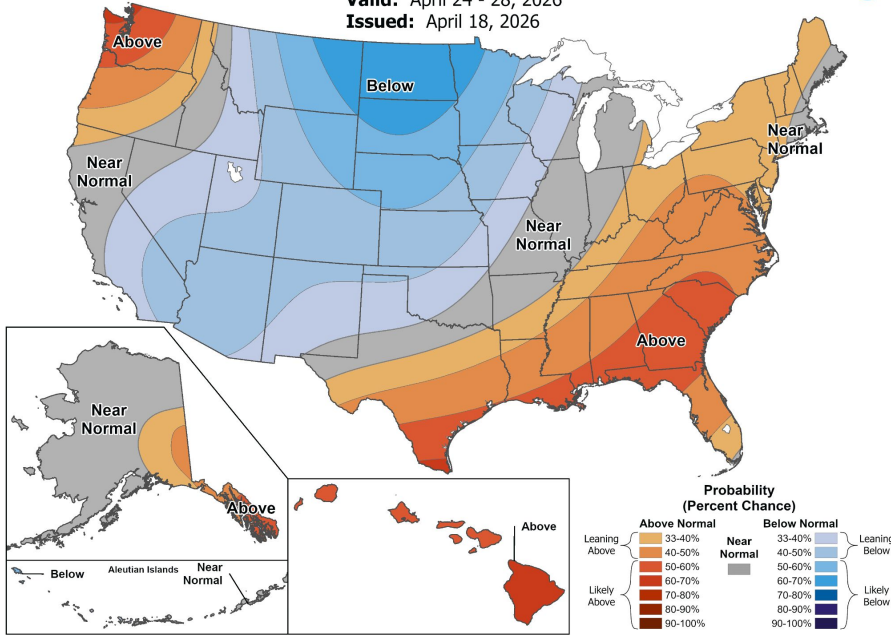 Valid: April 24 - 28, 2026
Issued: April 18, 2026
Above
Below
Near
Normal
Near
Normal
Near
Normal
Above
Near
Normal
Above
Below
Aleutian Islands
Near
Normal
Above
Probability
(Percent Chance)
Above Normal
Below Normal
Leaning
Above
33-40%
40-50%
Near
Normal
33-40%
40-50%
Leaning
Below
Likely
Above
50-60%
60-70%
70-80%
80-90%
90-100%
50-60%
60-70%
70-80%
80-90%
90-100%
Likely
Below